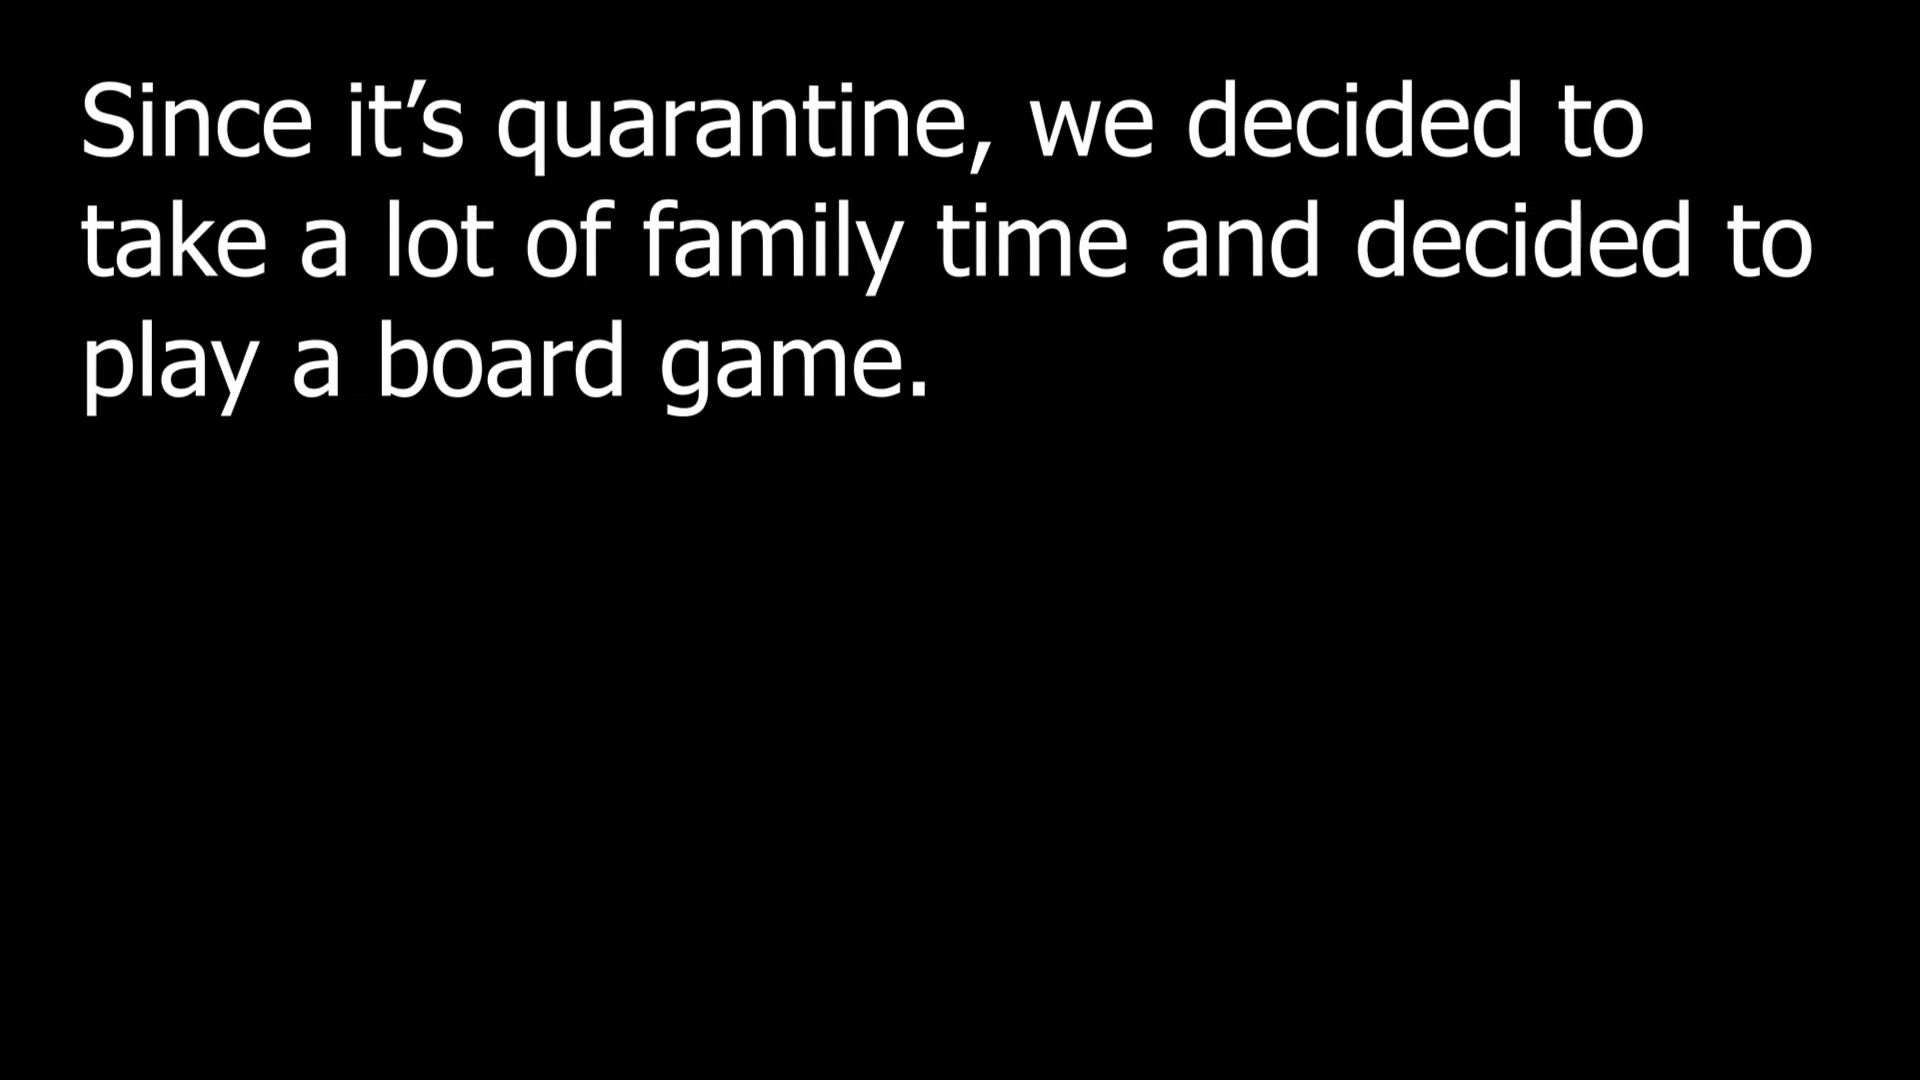 Since it’s quarantine, we decided to
take a lot of family time and decided to
play a board game.